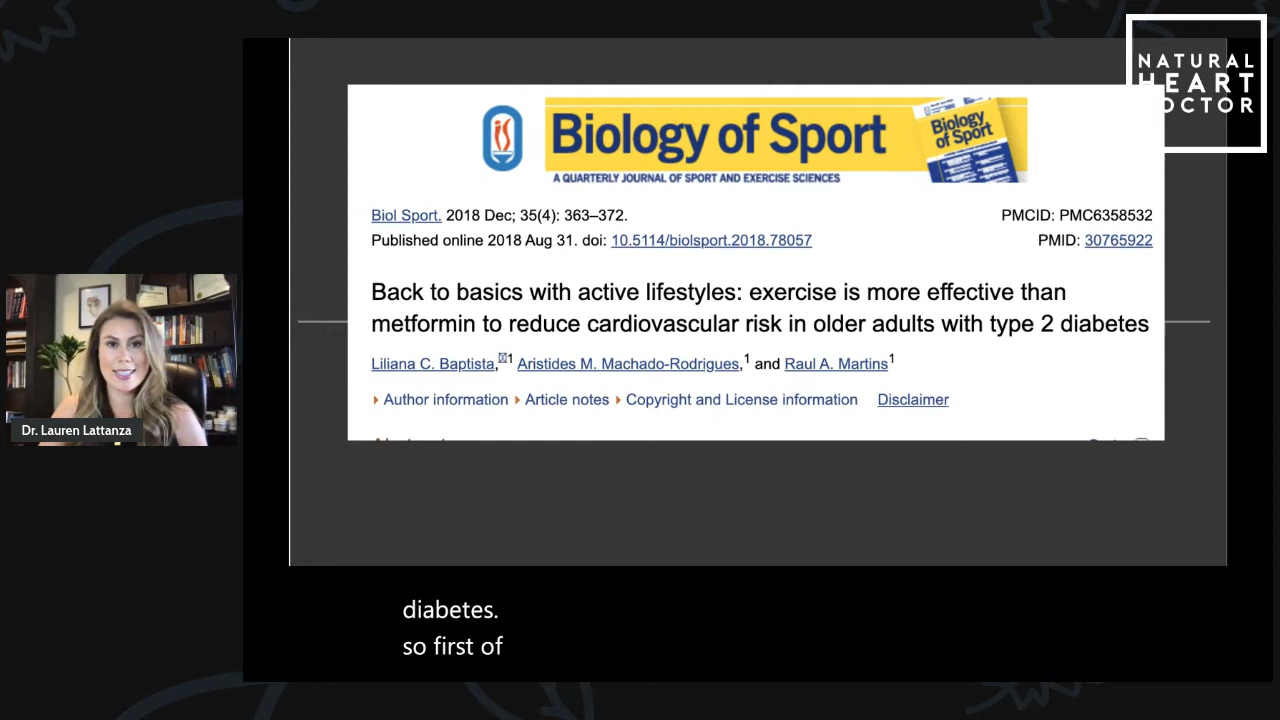 NATURAL
HEART
DOCTOR
Biology of Sport
A QUARTERLY JOURNAL OF SPORT AND EXERCISE SCIENCES
Biology
of Sport
Biol Sport. 2018 Dec; 35(4): 363–372.
PMCID: PMC6358532
Published online 2018 Aug 31. doi: 10.5114/biolsport.2018.78057
PMID: 30765922
Back to basics with active lifestyles: exercise is more effective than
metformin to reduce cardiovascular risk in older adults with type 2 diabetes
Liliana C. Baptista,1 Aristides M. Machado-Rodrigues,1 and Raul A. Martins1
Author information Article notes Copyright and License information Disclaimer
Dr. Lauren Lattanza
diabetes.
so first of